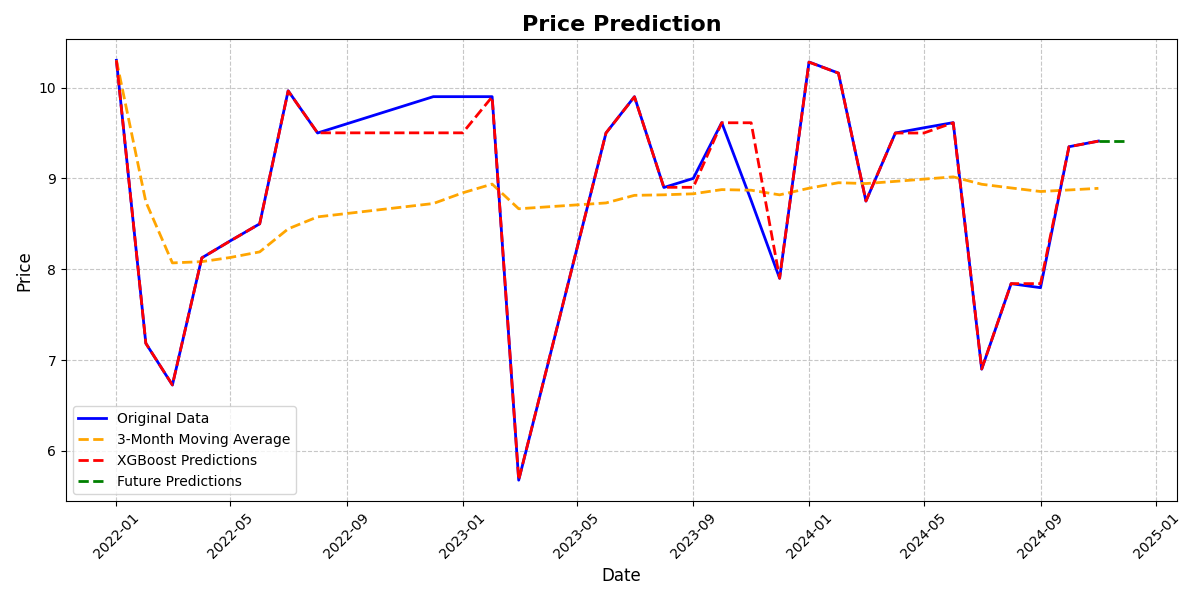 Price Prediction
Price
10
9
8
7
6
Original Data
3-Month Moving Average
XGBoost Predictions
Future Predictions
2022-01
2022-05
2022-09
2023-01
2023-05
2023-09
2024-01
2024-05
2024-09
2025-01
Date